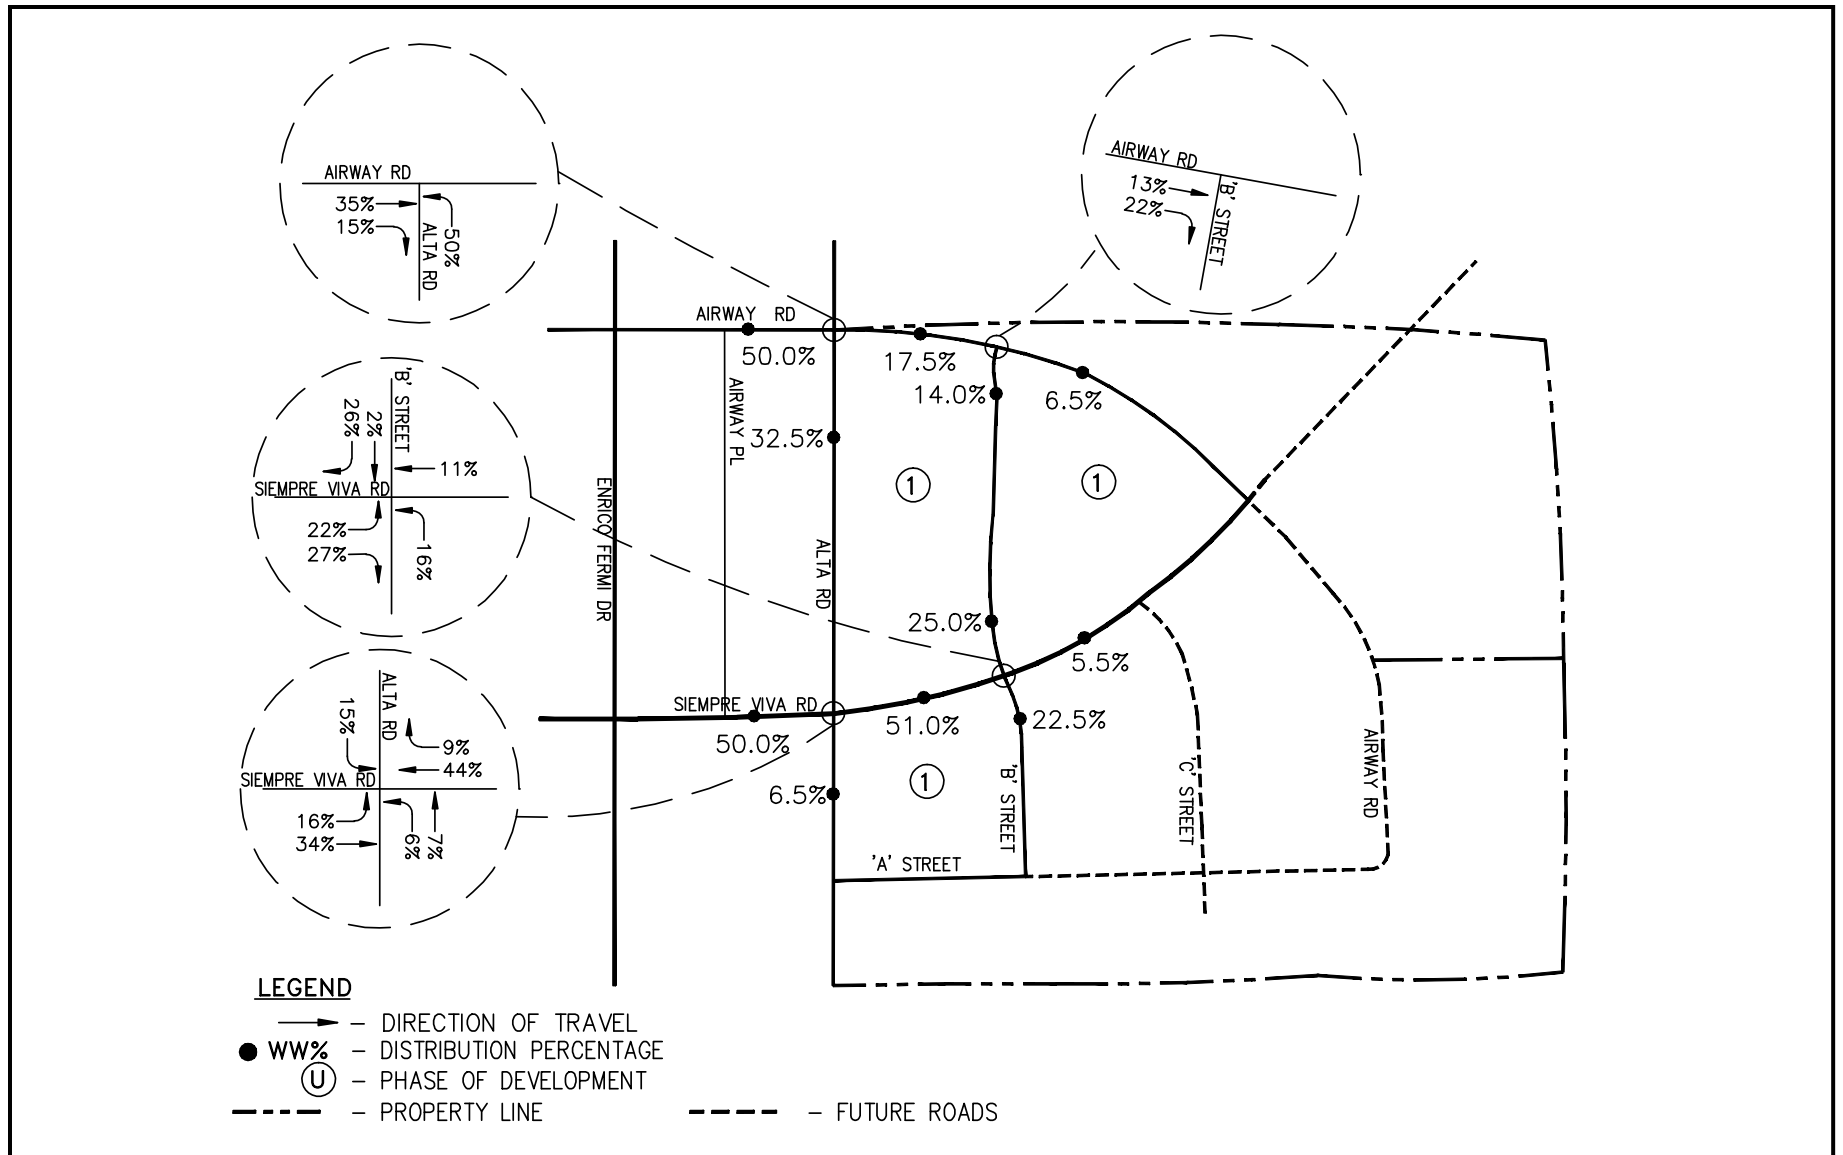 AIRWAY RD
35%
15%
50%
ALTA RD
AIRWAY RD
13%
22%
'B' STREET
AIRWAY RD
50.0%
17.5%
14.0%
6.5%
AIRWAY PL
32.5%
1
1
'B' STREET
26%
2%
11%
SIEMPRE VIVA RD
22%
27%
16%
ENRICO FERMI DR
ALTA RD
25.0%
5.5%
ALTA RD
15%
9%
44%
SIEMPRE VIVA RD
16%
34%
6%
7%
SIEMPRE VIVA RD
50.0%
51.0%
22.5%
6.5%
1
'B' STREET
'C' STREET
AIRWAY RD
'A' STREET
LEGEND
– DIRECTION OF TRAVEL
WW% – DISTRIBUTION PERCENTAGE
U – PHASE OF DEVELOPMENT
– PROPERTY LINE
– FUTURE ROADS